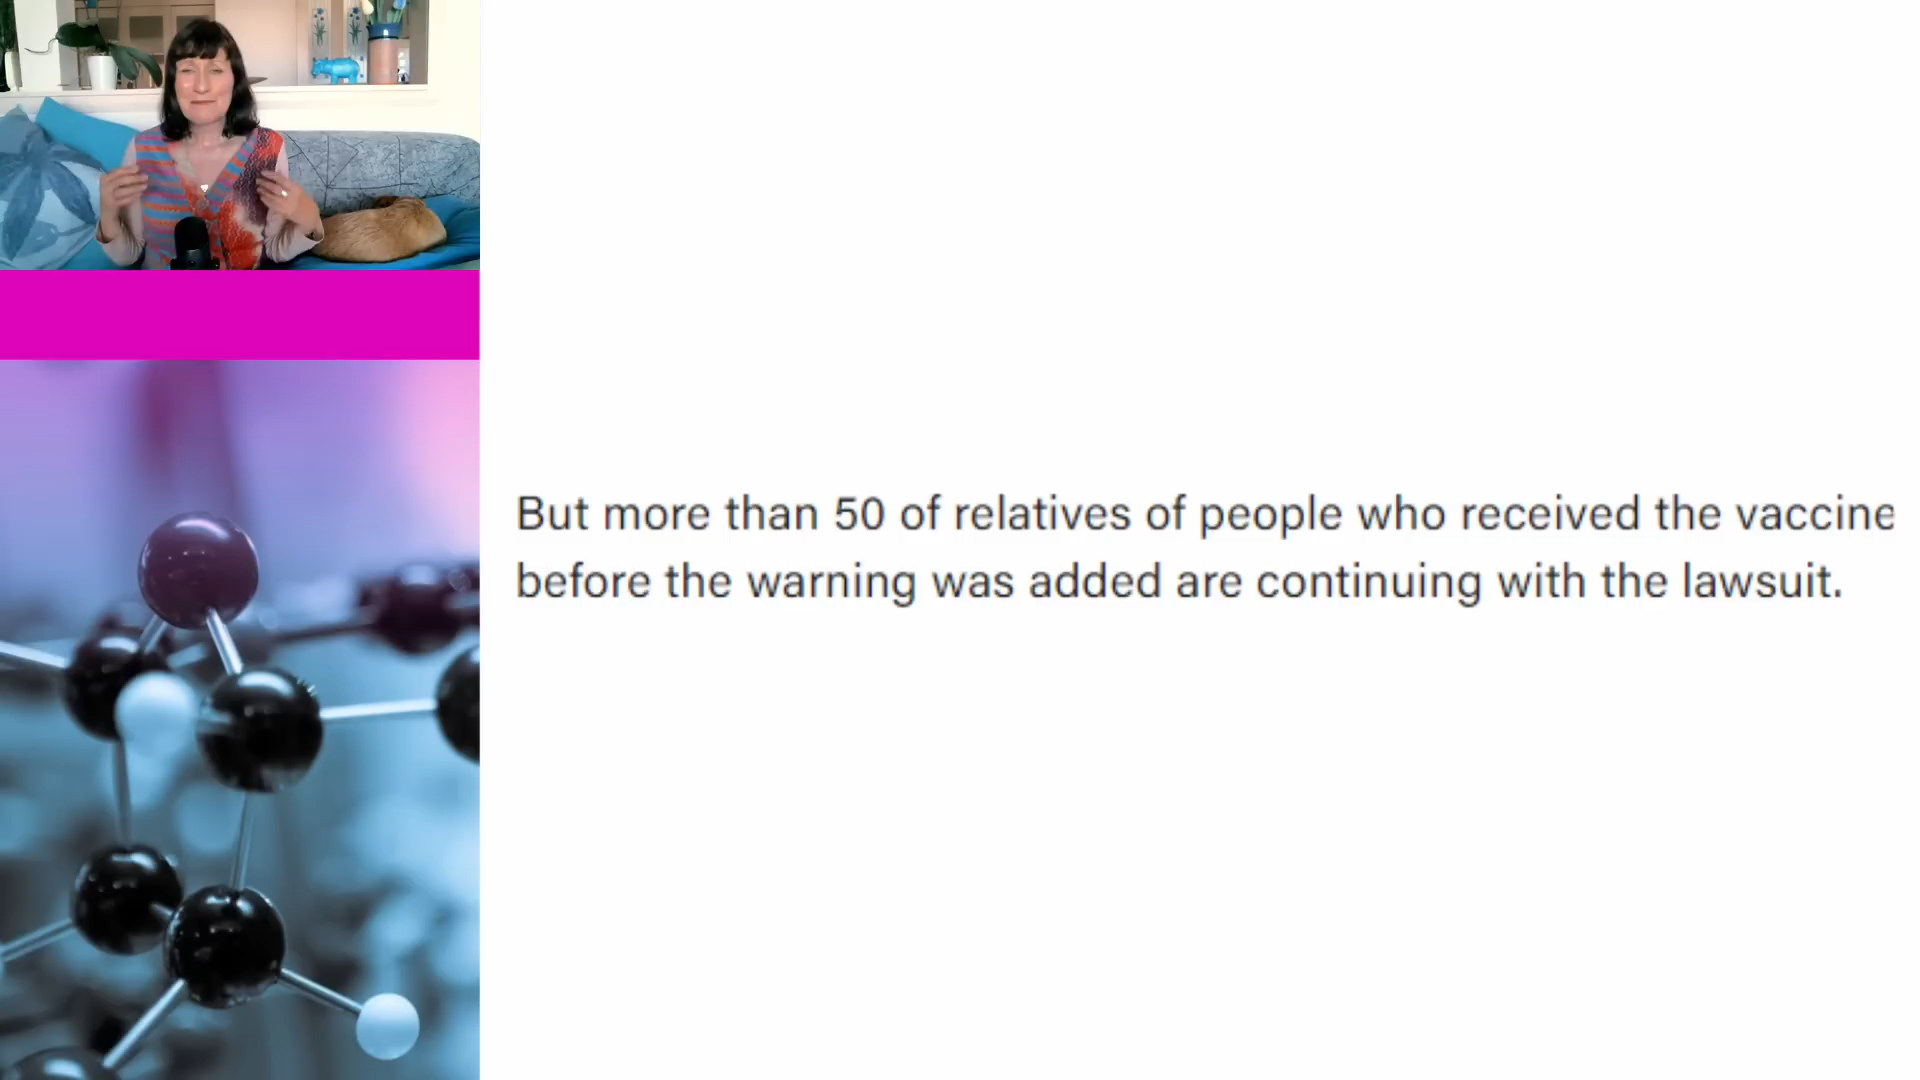 But more than 50 of relatives of people who received the vaccine
before the warning was added are continuing with the lawsuit.